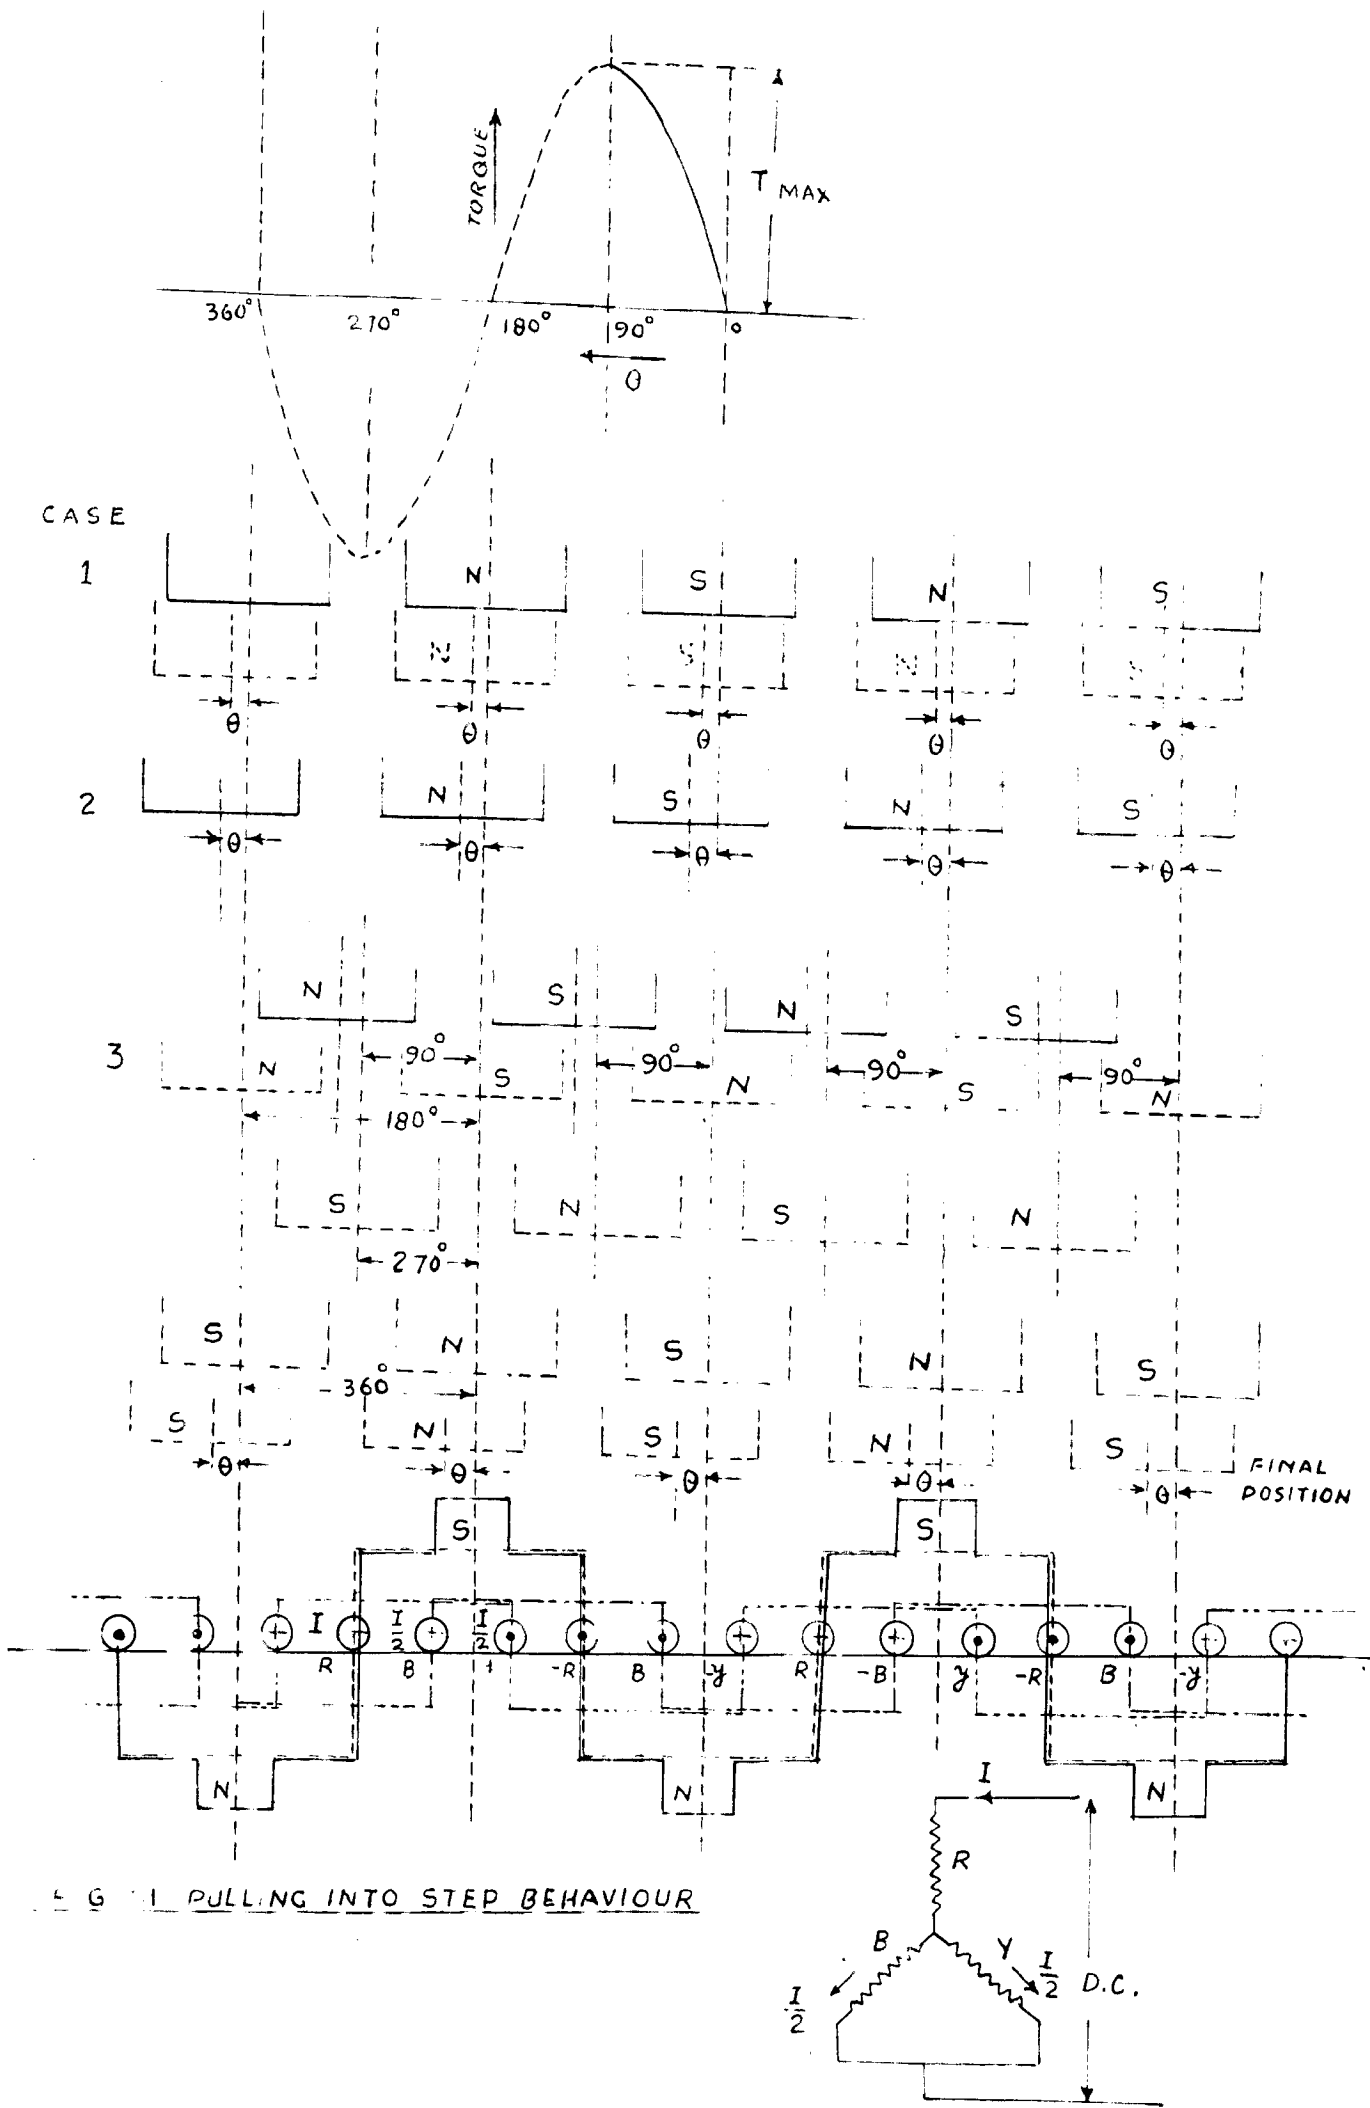 TORQUE
T MAX
360° 270° 180° 90° 0
θ
CASE
1
N S N S
N S N S
θ θ θ θ θ
2
N S N S
θ θ θ θ θ
N S N S
3
90° 90° 90° 90°
N S N S N
180°
S N S N
270°
S N S N S
360°
S N S N S
θ θ θ θ θ
FINAL
POSITION
S S
I I/2 I/2
R B -R B -Y R -B Y -R B -Y
N N N
I
R
B Y
I/2 I/2
D.C.
PULLING INTO STEP BEHAVIOUR